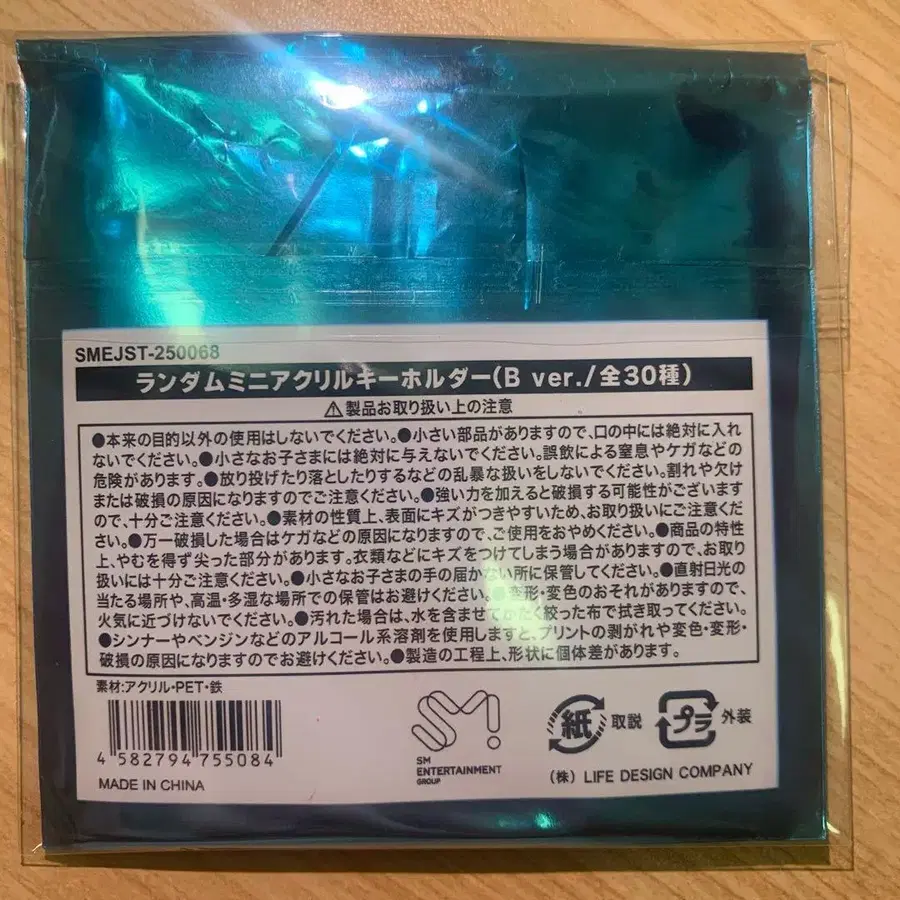 SMEJST-250068
ランダムミニアクリルキーホルダー(B ver./全30種)
⚠製品お取り扱い上の注意
●本来の目的以外の使用はしないでください。●小さい部品がありますので、口の中には絶対に入れ
ないでください。●小さなお子さまには絶対に与えないでください。誤飲による窒息やケガなどの
危険があります。●放り投げたり落としたりするなどの乱暴な扱いをしないでください。割れや欠け
または破損の原因になりますのでご注意ください。●強い力を加えると破損する可能性がございます
ので、十分ご注意ください。●素材の性質上、表面にキズがつきやすいため、お取り扱いにご注意くだ
さい。●万一破損した場合はケガなどの原因になりますので、ご使用をおやめください。●商品の特性
上、やむを得ず尖った部分があります。衣類などにキズをつけてしまう場合がありますので、お取り
扱いには十分ご注意ください。●小さなお子さまの手の届かない所に保管してください。●直射日光の
当たる場所や、高温・多湿な場所での保管はお避けください。●変形・変色のおそれがありますので、
火気に近づけないでください。●汚れた場合は、水を含ませてかたく絞った布で拭き取ってください。
●シンナーやベンジンなどのアルコール系溶剤を使用しますと、プリントの剥がれや変色・変形・
破損の原因になりますのでお避けください。●製造の工程上、形状に個体差があります。
素材:アクリル・PET・鉄
4 582794 755084
MADE IN CHINA
SM
SM
ENTERTAINMENT
GROUP
紙 取説
プラ 外装
(株) LIFE DESIGN COMPANY